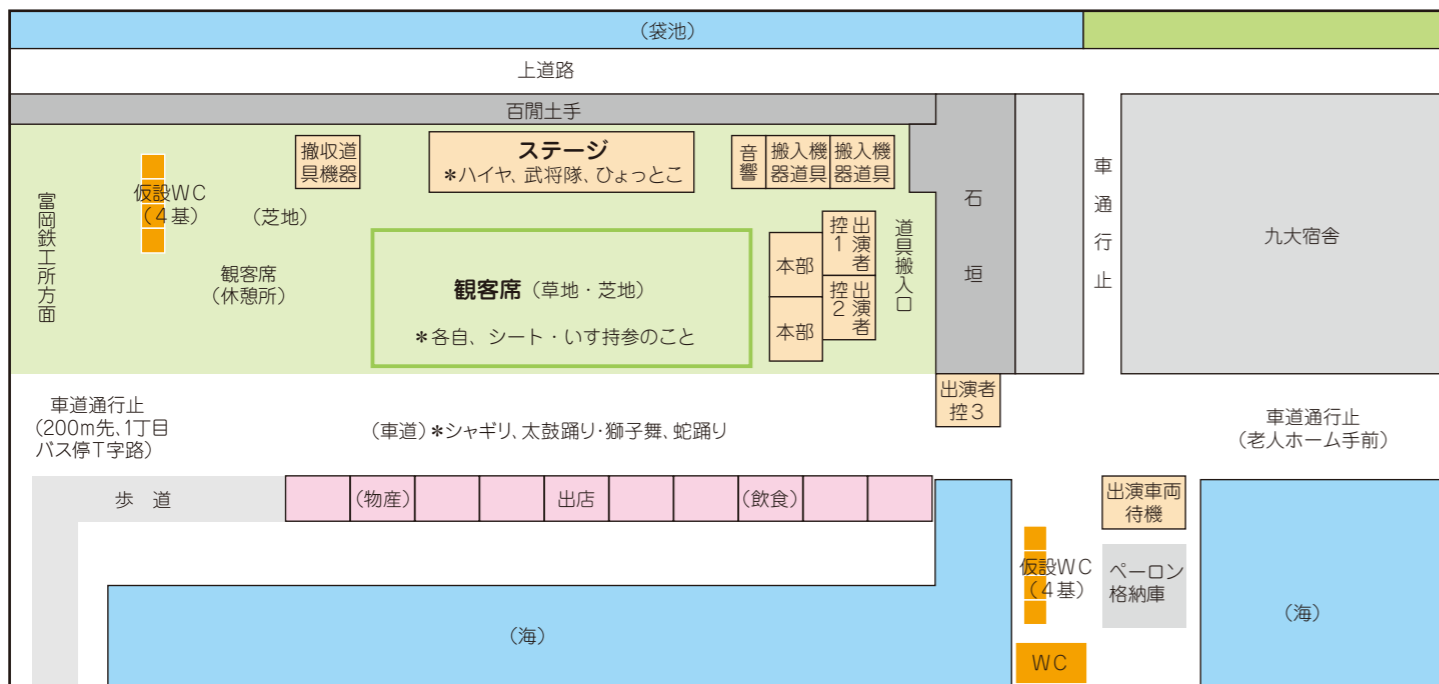 （袋池）
上道路
百間土手
撤収道
具機器
ステージ
＊ハイヤ、武将隊、ひょっとこ
音響
搬入機
器道具
搬入機
器道具
仮設WC
（4基）
（芝地）
富岡鉄工所方面
観客席
（休憩所）
観客席（草地・芝地）
＊各自、シート・いす持参のこと
本部
本部
出演者
控1
出演者
控2
道具搬入口
石垣
車通行止
九大宿舎
出演者
控3
車道通行止
（200m先、1丁目
バス停T字路）
（車道）＊シャギリ、太鼓踊り・獅子舞、蛇踊り
車道通行止
（老人ホーム手前）
歩道
（物産）
出店
（飲食）
出演車両
待機
仮設WC
（4基）
ペーロン
格納庫
（海）
（海）
WC